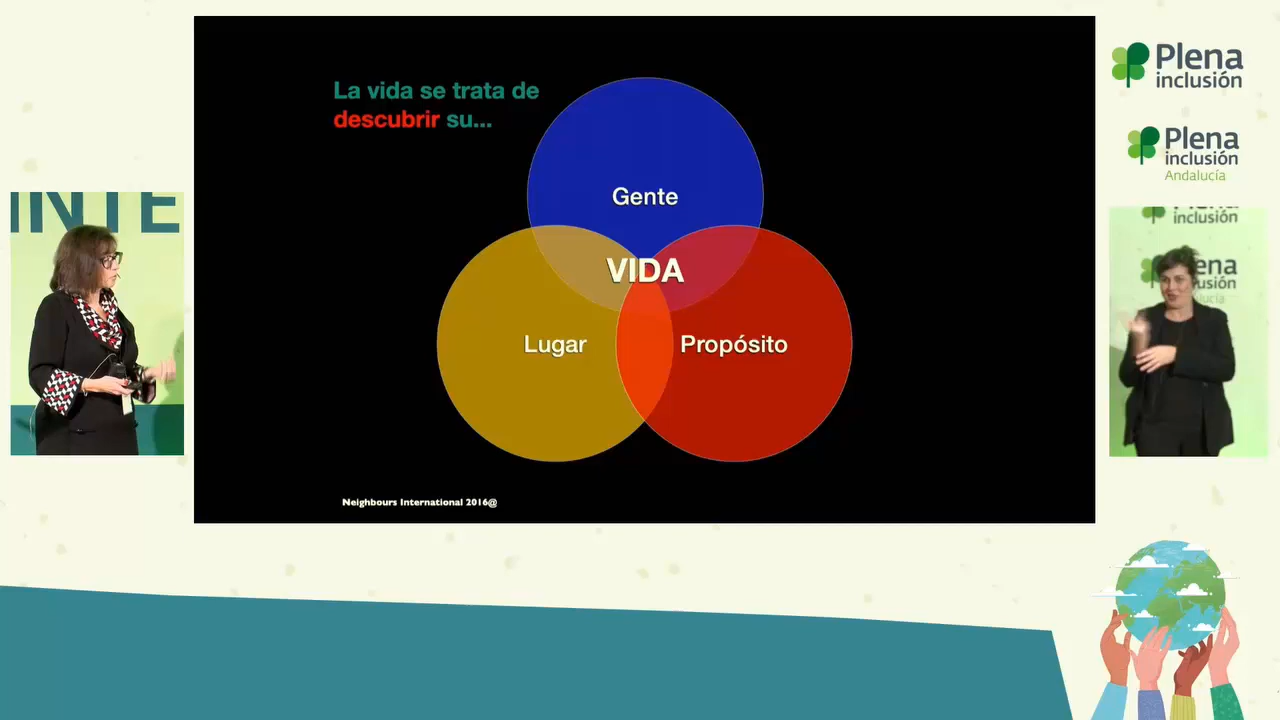 La vida se trata de
descubrir su...
Gente
VIDA
Lugar
Propósito
Neighbours International 2016@
Plena
inclusión
Plena
inclusión
Andalucía
INTE
inclusión